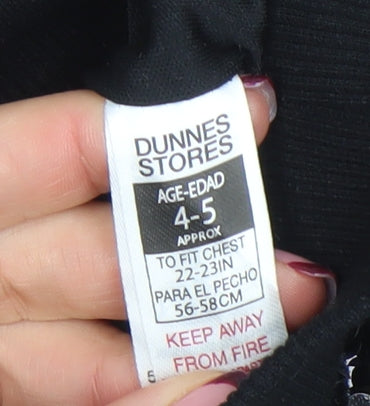 DUNNES
STORES
AGE-EDAD
4-5
APPROX
TO FIT CHEST
22-23IN
PARA EL PECHO
56-58CM
KEEP AWAY
FROM FIRE